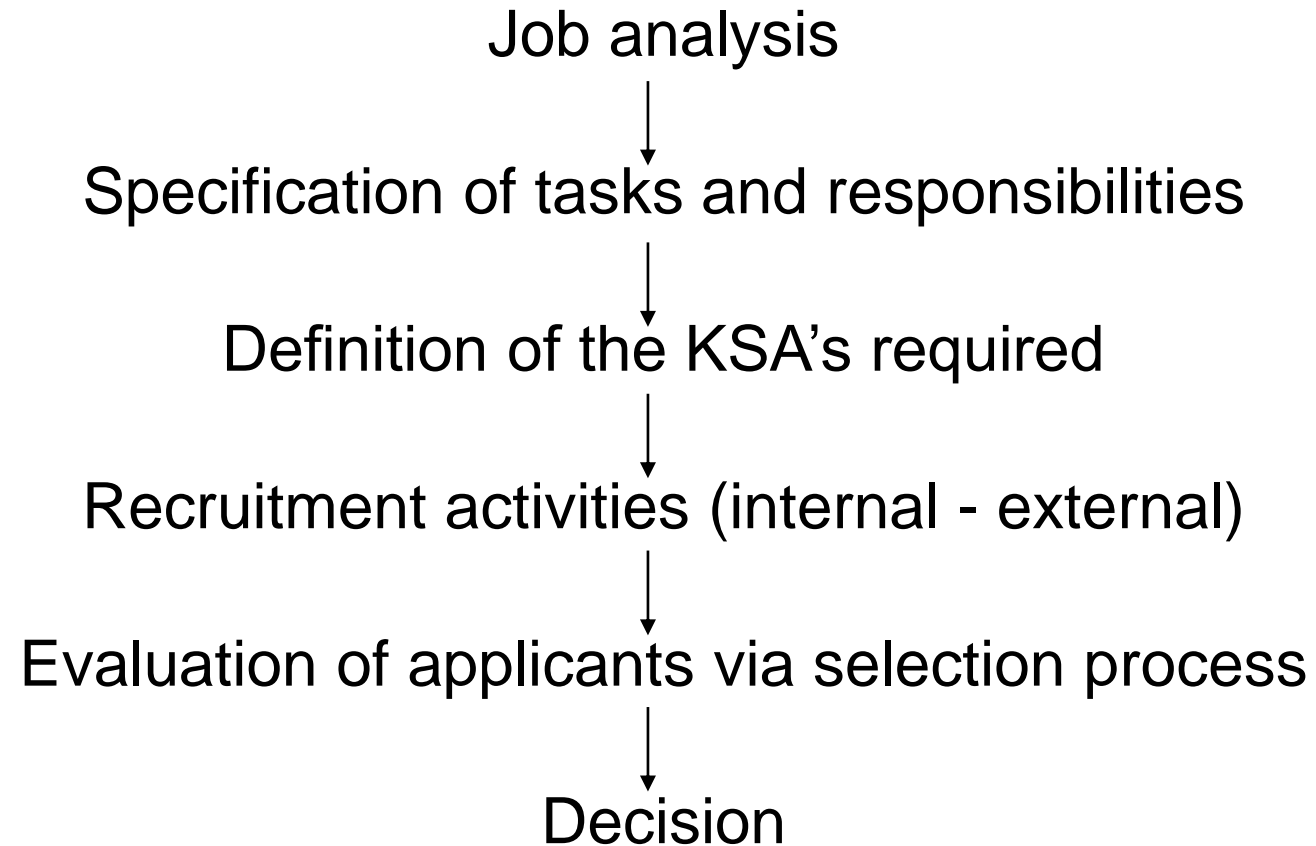 Job analysis
Specification of tasks and responsibilities
Definition of the KSA’s required
Recruitment activities (internal - external)
Evaluation of applicants via selection process
Decision